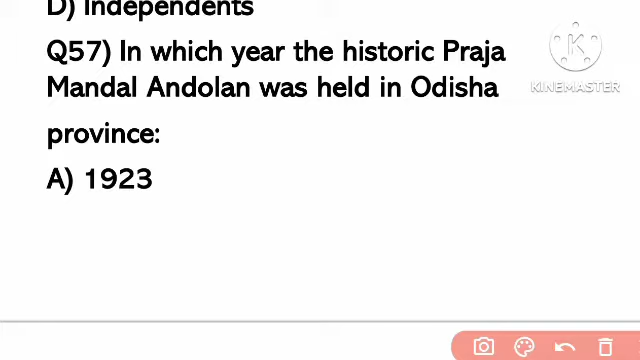 D) Independents
Q57) In which year the historic Praja
Mandal Andolan was held in Odisha
province:
A) 1923
K
KINEMASTER